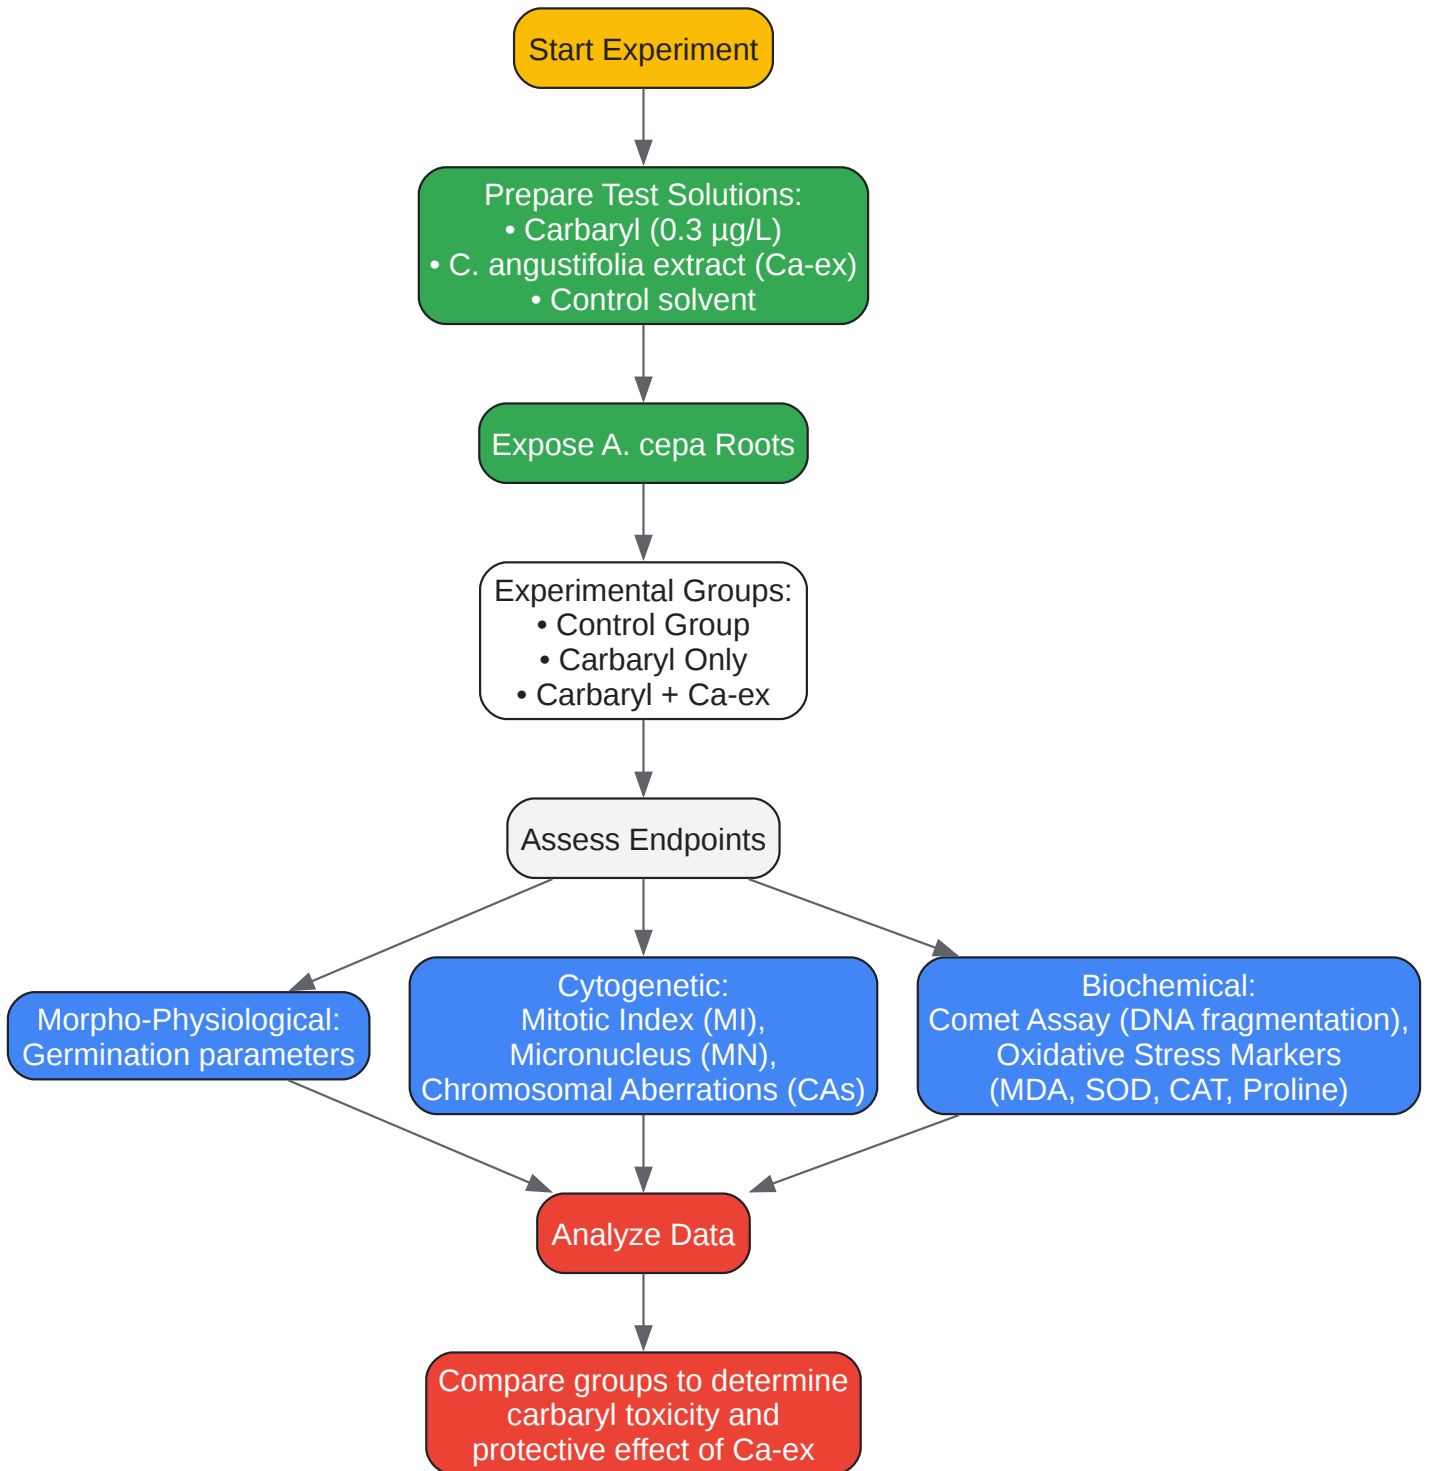 Start Experiment
Prepare Test Solutions:
• Carbaryl (0.3 µg/L)
• C. angustifolia extract (Ca-ex)
• Control solvent
Expose A. cepa Roots
Experimental Groups:
• Control Group
• Carbaryl Only
• Carbaryl + Ca-ex
Assess Endpoints
Morpho-Physiological:
Germination parameters
Cytogenetic:
Mitotic Index (MI),
Micronucleus (MN),
Chromosomal Aberrations (CAs)
Biochemical:
Comet Assay (DNA fragmentation),
Oxidative Stress Markers
(MDA, SOD, CAT, Proline)
Analyze Data
Compare groups to determine
carbaryl toxicity and
protective effect of Ca-ex